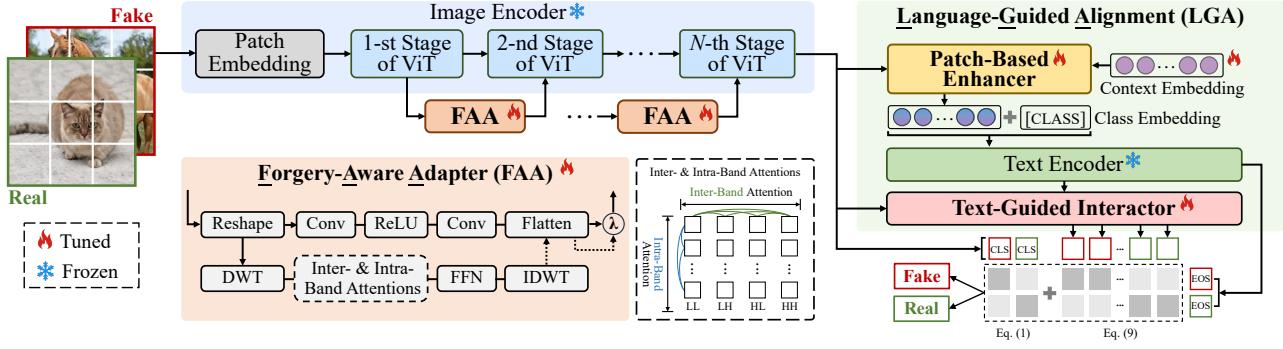 Fake
Real
Tuned
Frozen
Image Encoder
Patch
Embedding
1-st Stage
of ViT
2-nd Stage
of ViT
N-th Stage
of ViT
FAA
FAA
Forgery-Aware Adapter (FAA)
Reshape
Conv
ReLU
Conv
Flatten
λ
DWT
Inter- & Intra-
Band Attentions
FFN
IDWT
Inter- & Intra-Band Attentions
Inter-Band Attention
Intra-Band
Attention
LL
LH
HL
HH
Language-Guided Alignment (LGA)
Patch-Based
Enhancer
Context Embedding
[CLASS]
Class Embedding
Text Encoder
Text-Guided Interactor
CLS
CLS
Fake
Real
EOS
EOS
Eq. (1)
Eq. (9)